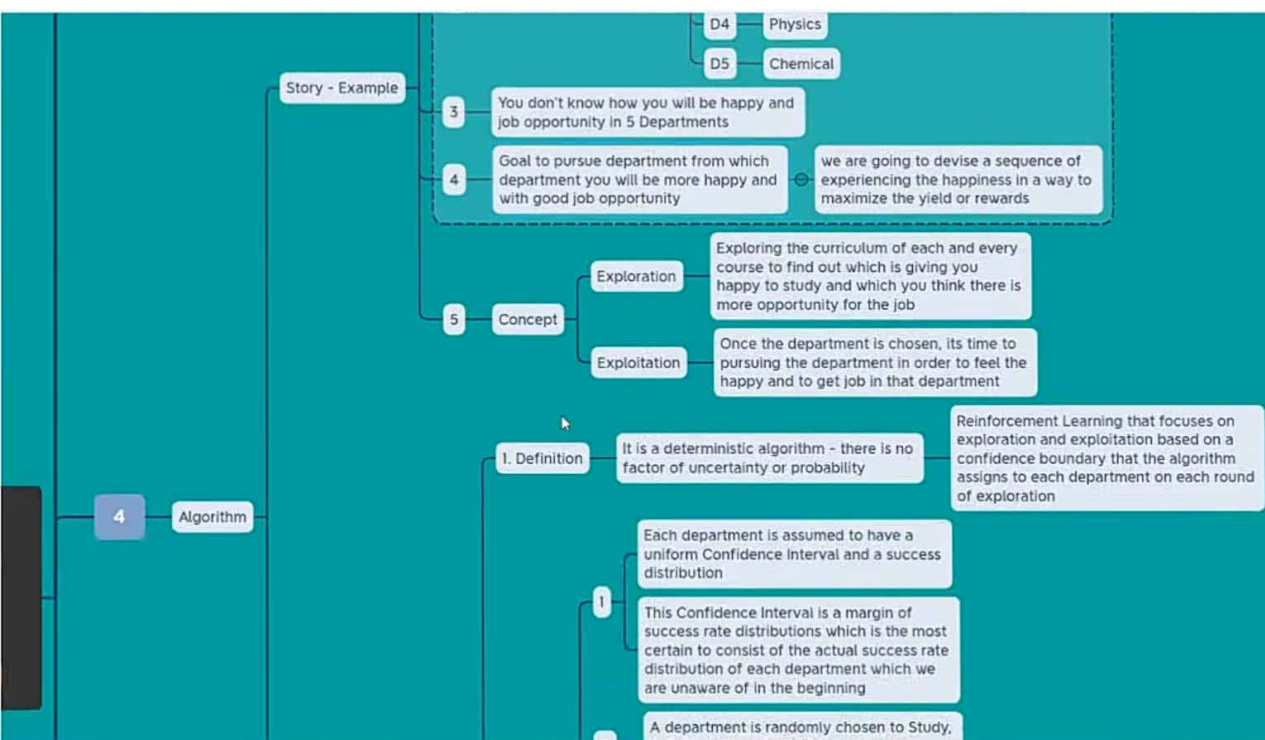 D4
Physics
D5
Chemical
Story - Example
3
You don't know how you will be happy and
job opportunity in 5 Departments
4
Goal to pursue department from which
department you will be more happy and
with good job opportunity
we are going to devise a sequence of
experiencing the happiness in a way to
maximize the yield or rewards
5
Concept
Exploration
Exploring the curriculum of each and every
course to find out which is giving you
happy to study and which you think there is
more opportunity for the job
Exploitation
Once the department is chosen, its time to
pursuing the department in order to feel the
happy and to get job in that department
4
Algorithm
1. Definition
It is a deterministic algorithm - there is no
factor of uncertainty or probability
Reinforcement Learning that focuses on
exploration and exploitation based on a
confidence boundary that the algorithm
assigns to each department on each round
of exploration
1
Each department is assumed to have a
uniform Confidence Interval and a success
distribution
This Confidence Interval is a margin of
success rate distributions which is the most
certain to consist of the actual success rate
distribution of each department which we
are unaware of in the beginning
A department is randomly chosen to Study,